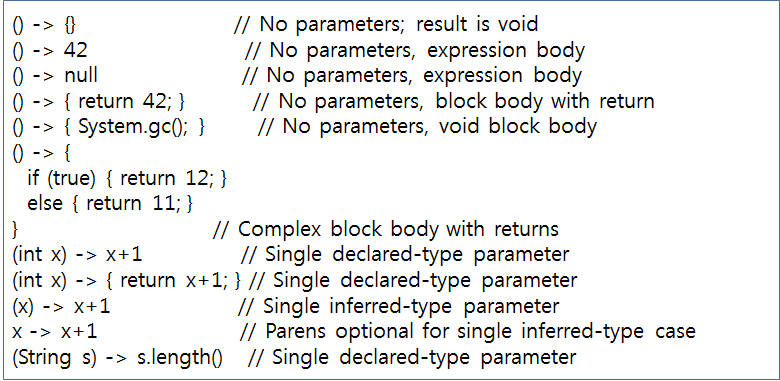 () -> {} // No parameters; result is void
() -> 42 // No parameters, expression body
() -> null // No parameters, expression body
() -> { return 42; } // No parameters, block body with return
() -> { System.gc(); } // No parameters, void block body
() -> {
if (true) { return 12; }
else { return 11; }
} // Complex block body with returns
(int x) -> x+1 // Single declared-type parameter
(int x) -> { return x+1; } // Single declared-type parameter
(x) -> x+1 // Single inferred-type parameter
x -> x+1 // Parens optional for single inferred-type case
(String s) -> s.length() // Single declared-type parameter